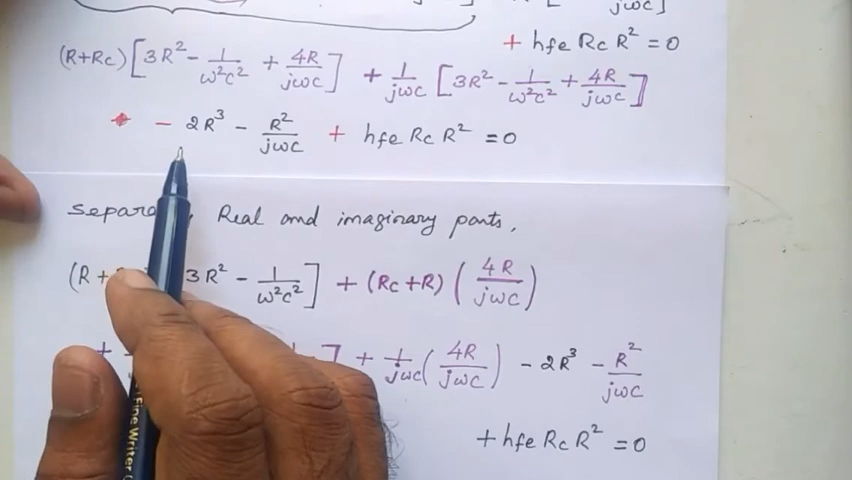 jωC ]
+ hfe Rc R² = 0
(R+Rc) [ 3R² - 1/ω²c² + 4R/jωc ] + 1/jωc [ 3R² - 1/ω²c² + 4R/jωc ]
- 2R³ - R²/jωc + hfe Rc R² = 0
Real and imaginary parts,
(R + 3R² - 1/ω²c² ] + (Rc+R) ( 4R/jωc )
+ ] + 1/jωc ( 4R/jωc ) - 2R³ - R²/jωc
+ hfe Rc R² = 0
Fine Writer